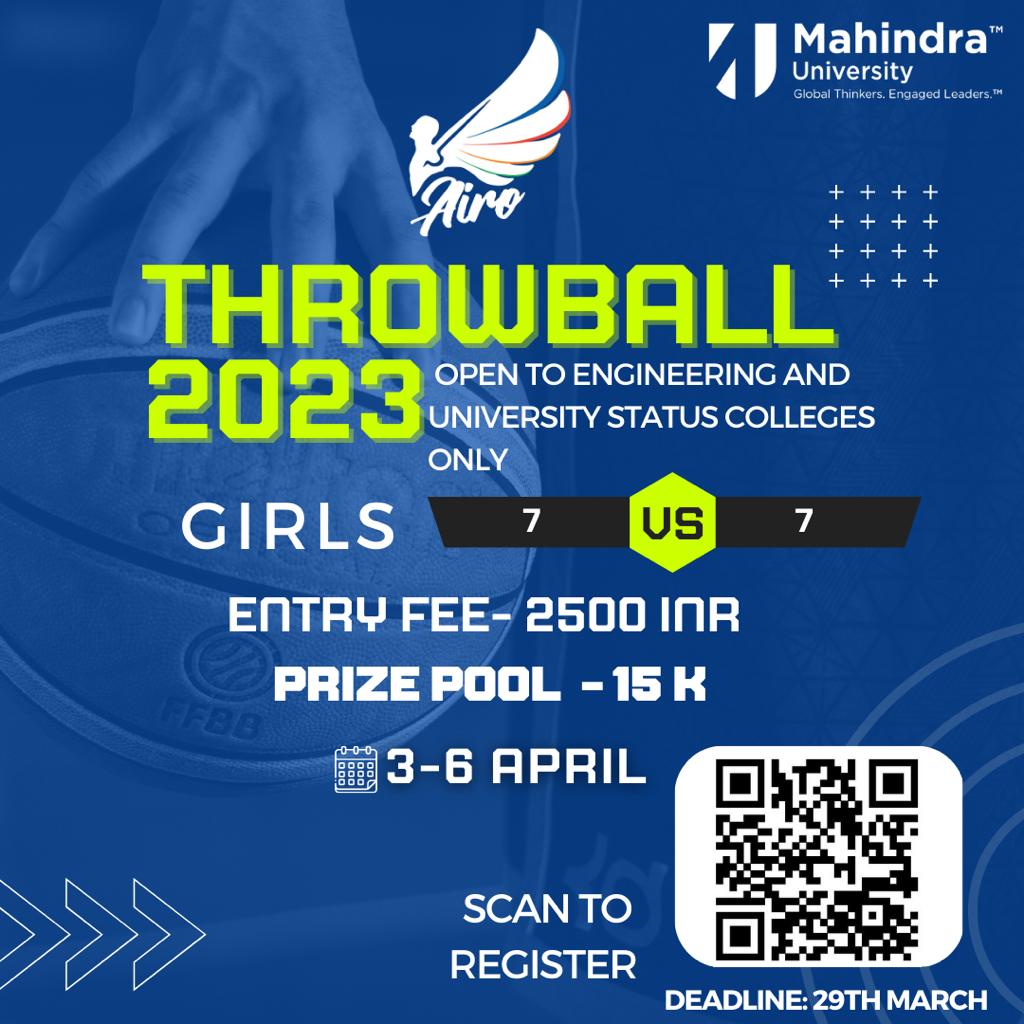 Mahindra™
University
Global Thinkers. Engaged Leaders.™
Airo
THROWBALL
2023
OPEN TO ENGINEERING AND
UNIVERSITY STATUS COLLEGES
ONLY
GIRLS
7 VS 7
ENTRY FEE- 2500 INR
PRIZE POOL - 15 K
FFBB
3-6 APRIL
SCAN TO
REGISTER
DEADLINE: 29TH MARCH